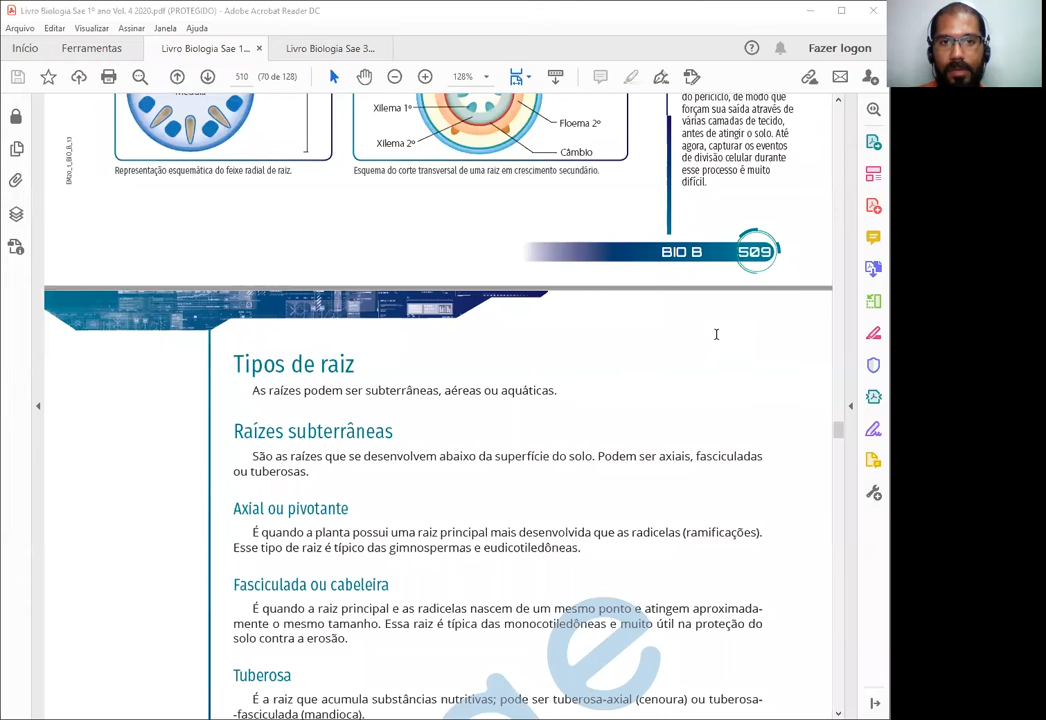 Livro Biologia Sae 1º ano Vol. 4 2020.pdf (PROTEGIDO) - Adobe Acrobat Reader DC
Arquivo Editar Visualizar Assinar Janela Ajuda
Início Ferramentas Livro Biologia Sae 1... × Livro Biologia Sae 3... Fazer logon
510 (70 de 128) 128%
Medula
Xilema 1º
Xilema 2º
Floema 2º
Câmbio
EM20_1_BIO_B_13
Representação esquemática do feixe radial de raiz.
Esquema do corte transversal de uma raiz em crescimento secundário.
do periciclo, de modo que
forçam sua saída através de
várias camadas de tecido,
antes de atingir o solo. Até
agora, capturar os eventos
de divisão celular durante
esse processo é muito
difícil.
BIO B 509
Tipos de raiz
As raízes podem ser subterrâneas, aéreas ou aquáticas.
Raízes subterrâneas
São as raízes que se desenvolvem abaixo da superfície do solo. Podem ser axiais, fasciculadas
ou tuberosas.
Axial ou pivotante
É quando a planta possui uma raiz principal mais desenvolvida que as radicelas (ramificações).
Esse tipo de raiz é típico das gimnospermas e eudicotiledôneas.
Fasciculada ou cabeleira
É quando a raiz principal e as radicelas nascem de um mesmo ponto e atingem aproximada-
mente o mesmo tamanho. Essa raiz é típica das monocotiledôneas e muito útil na proteção do
solo contra a erosão.
Tuberosa
É a raiz que acumula substâncias nutritivas; pode ser tuberosa-axial (cenoura) ou tuberosa-
-fasciculada (mandioca).
ge